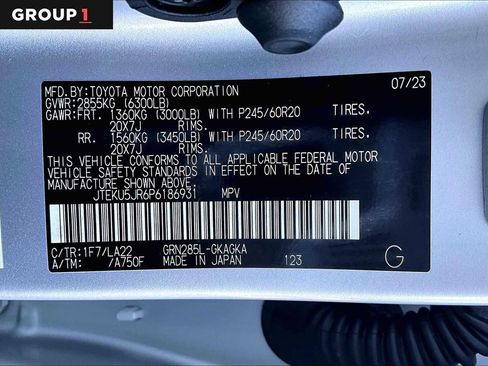 GROUP 1
MFD.BY:TOYOTA MOTOR CORPORATION 07/23
GVWR:2855KG (6300LB)
GAWR:FRT. 1360KG (3000LB) WITH P245/60R20 TIRES.
20X7J RIMS.
RR. 1560KG (3450LB) WITH P245/60R20 TIRES.
20X7J RIMS.
THIS VEHICLE CONFORMS TO ALL APPLICABLE FEDERAL MOTOR
VEHICLE SAFETY STANDARDS IN EFFECT ON THE DATE OF
MANUFACTURE SHOWN ABOVE.
JTEKU5JR6P6186931 MPV
C/TR:1F7/LA22 GRN285L-GKAGKA
A/TM: /A750F MADE IN JAPAN 123
G